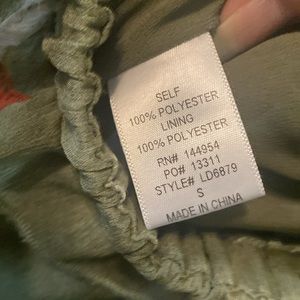 SELF
100% POLYESTER
LINING
100% POLYESTER
RN# 144954
PO# 13311
STYLE# LD6879
S
MADE IN CHINA